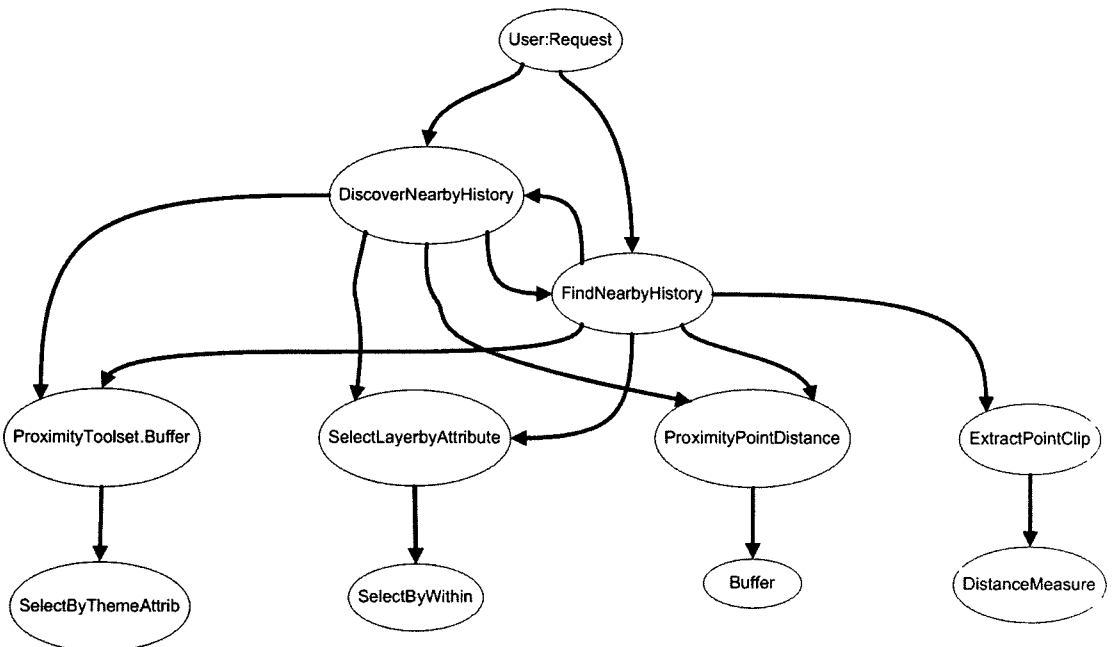 User:Request
DiscoverNearbyHistory
FindNearbyHistory
ProximityToolset.Buffer
SelectLayerbyAttribute
ProximityPointDistance
ExtractPointClip
SelectByThemeAttrib
SelectByWithin
Buffer
DistanceMeasure